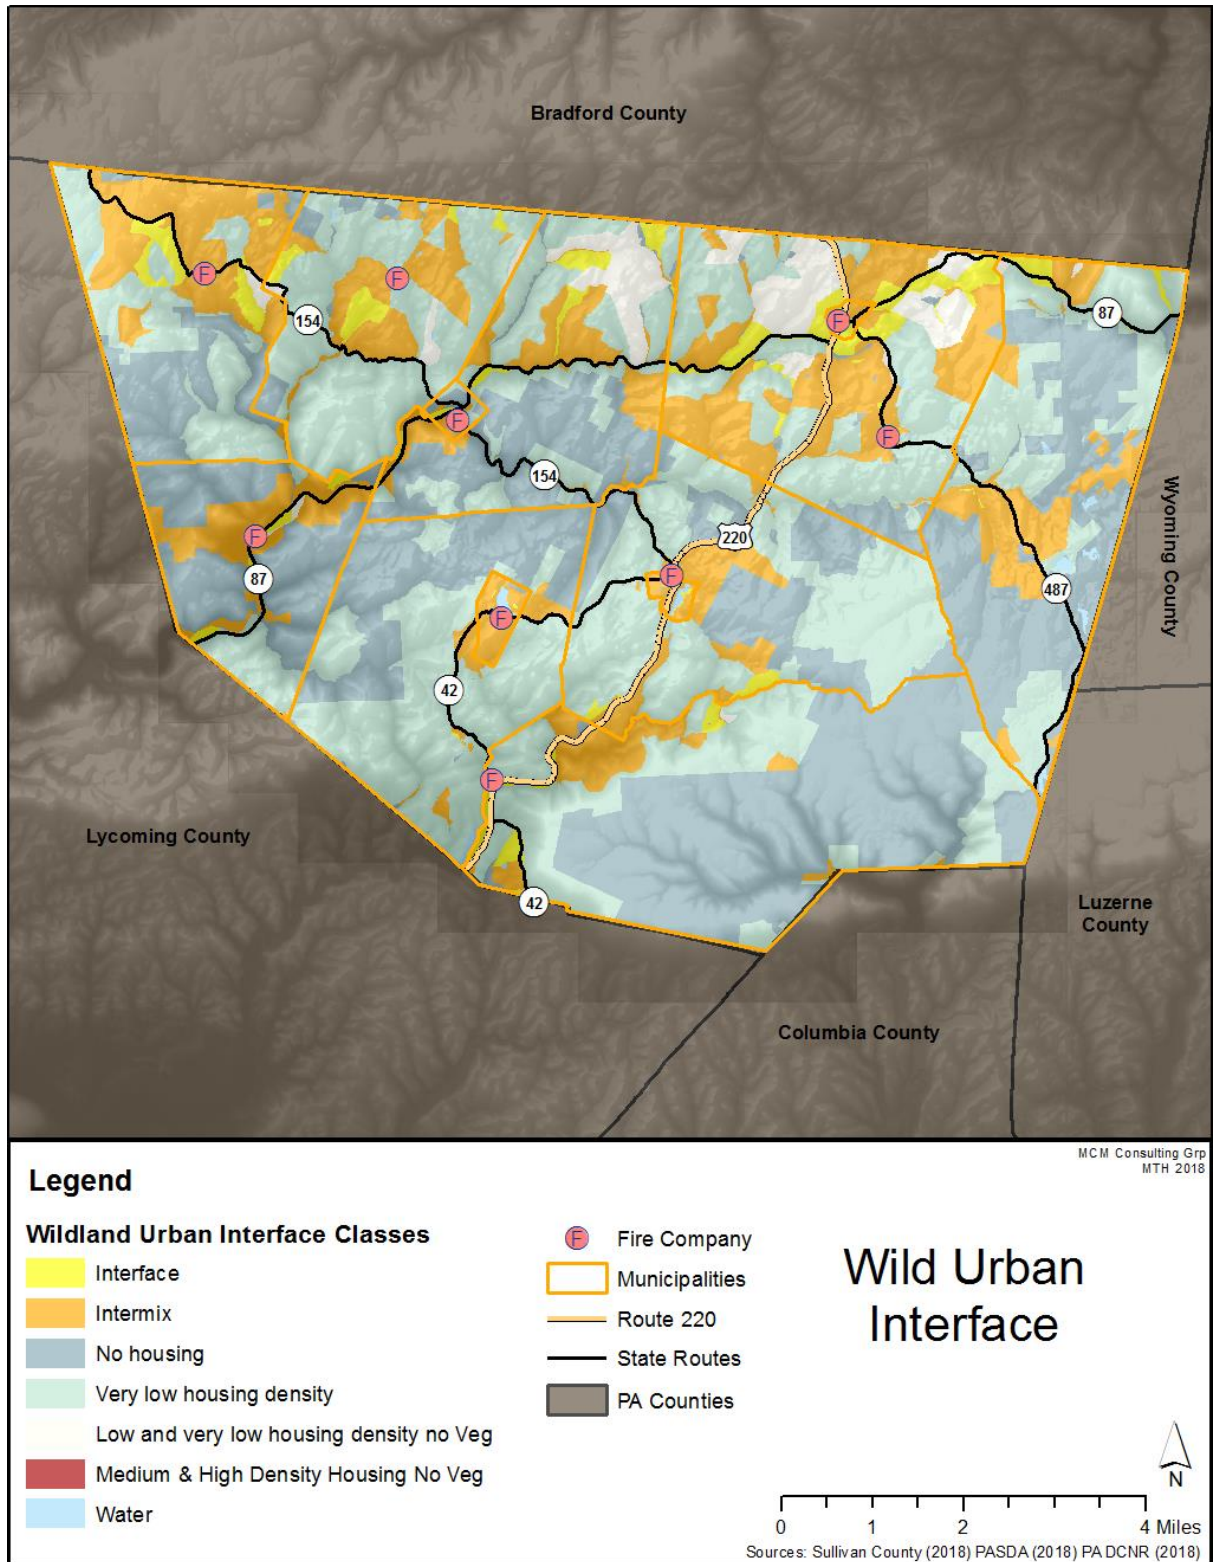 Bradford County
F
F
154
87
F
F
F
154
Wyoming County
F
220
87
F
487
F
42
F
Lycoming County
42
Luzerne
County
Columbia County
MCM Consulting Grp
MTH 2018
Legend
Wildland Urban Interface Classes
Interface
Intermix
No housing
Very low housing density
Low and very low housing density no Veg
Medium & High Density Housing No Veg
Water
F Fire Company
Municipalities
Route 220
State Routes
PA Counties
Wild Urban
Interface
N
0 1 2 4 Miles
Sources: Sullivan County (2018) PASDA (2018) PA DCNR (2018)